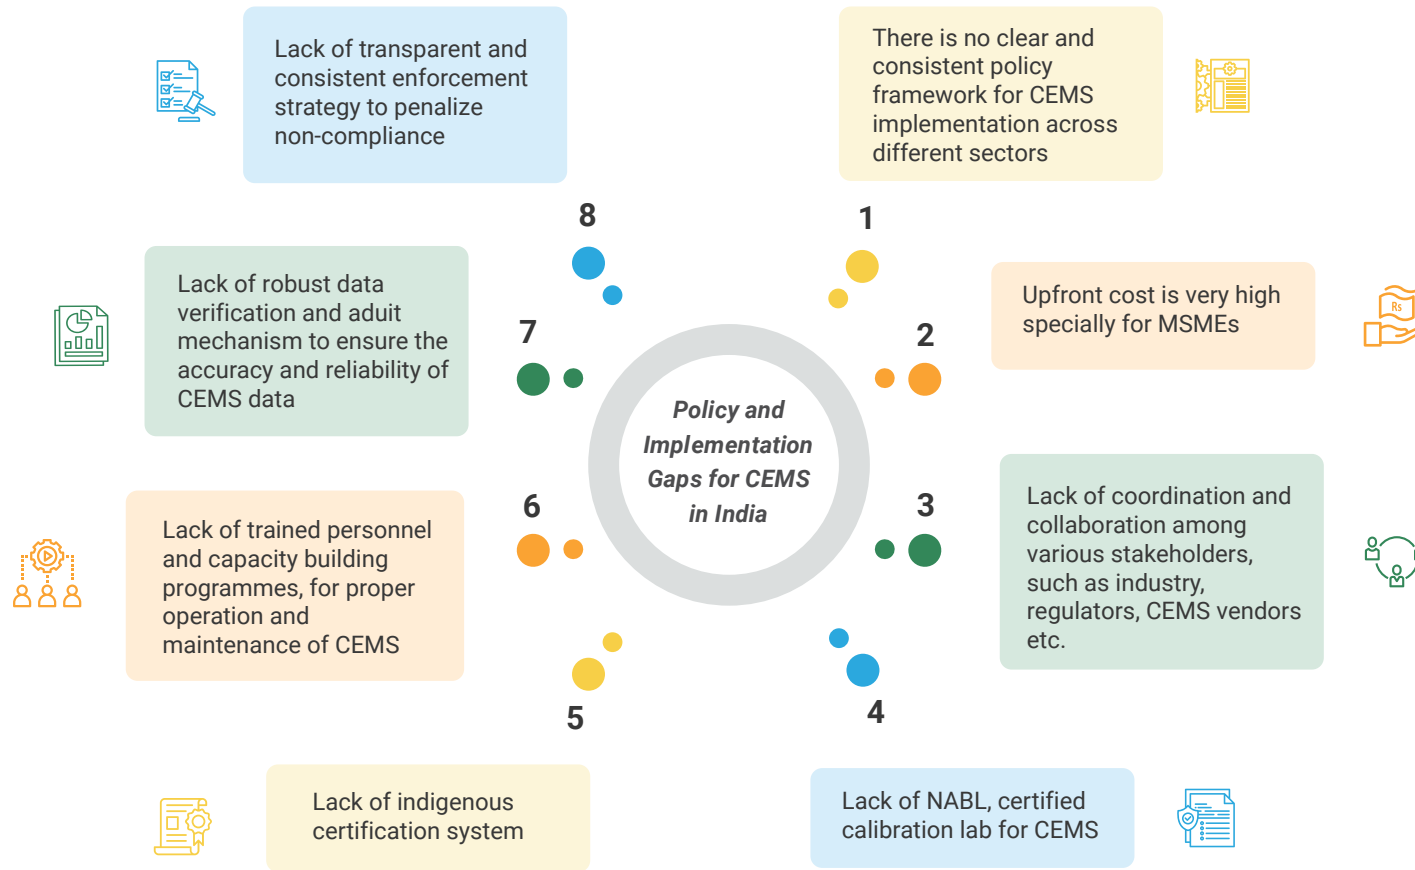 Policy and
Implementation
Gaps for CEMS
in India
1
There is no clear and
consistent policy
framework for CEMS
implementation across
different sectors
2
Upfront cost is very high
specially for MSMEs
Rs
3
Lack of coordination and
collaboration among
various stakeholders,
such as industry,
regulators, CEMS vendors
etc.
4
Lack of NABL, certified
calibration lab for CEMS
5
Lack of indigenous
certification system
6
Lack of trained personnel
and capacity building
programmes, for proper
operation and
maintenance of CEMS
7
Lack of robust data
verification and aduit
mechanism to ensure the
accuracy and reliability of
CEMS data
8
Lack of transparent and
consistent enforcement
strategy to penalize
non-compliance